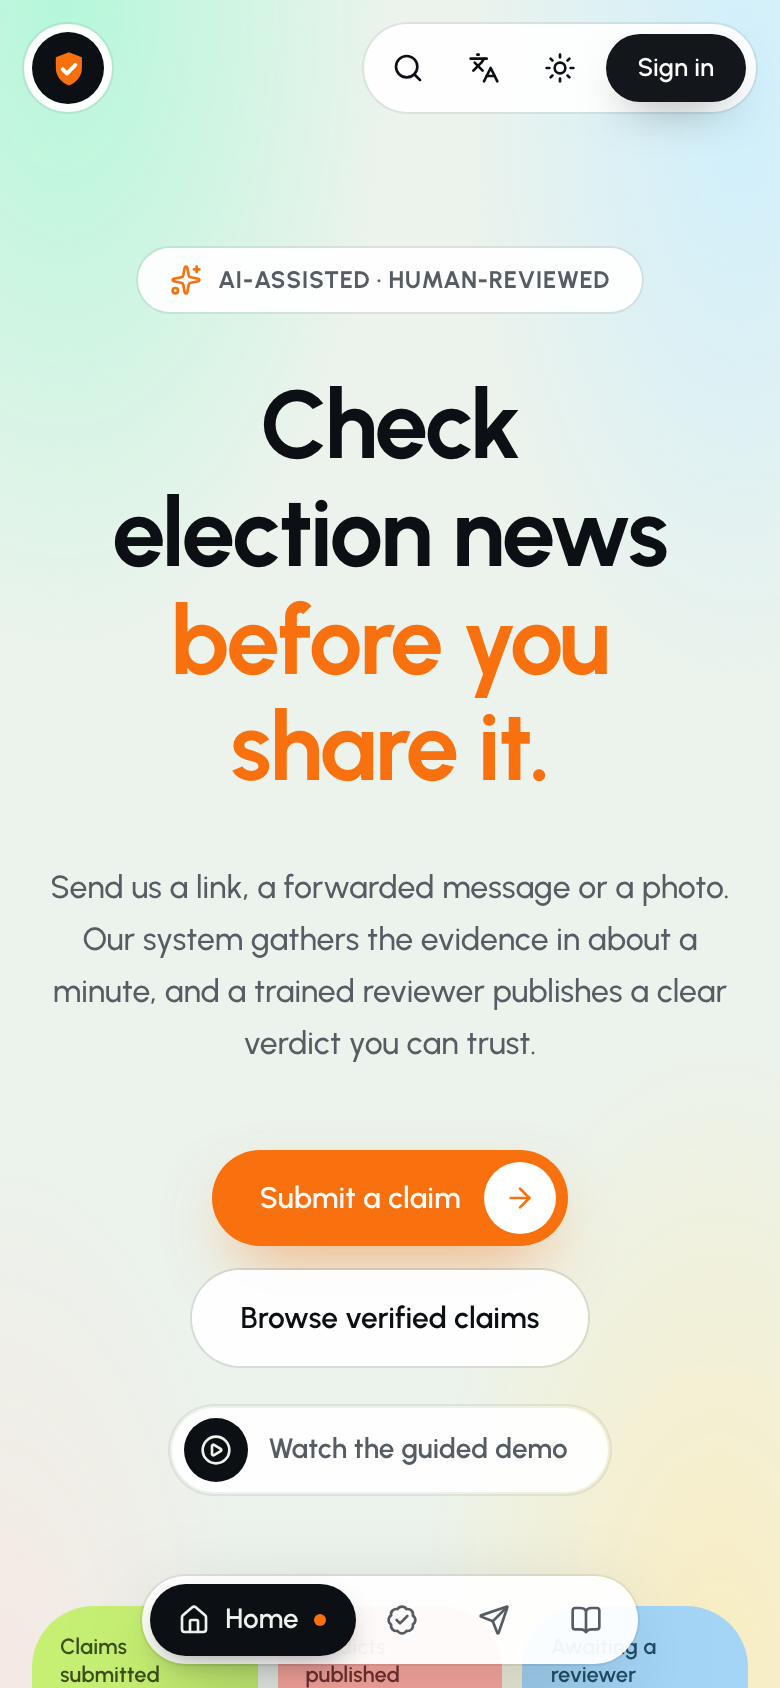 Sign in
AI-ASSISTED · HUMAN-REVIEWED
Check
election news
before you
share it.
Send us a link, a forwarded message or a photo.
Our system gathers the evidence in about a
minute, and a trained reviewer publishes a clear
verdict you can trust.
Submit a claim
Browse verified claims
Watch the guided demo
Home
Claims
submitted
published
Awaiting a
reviewer